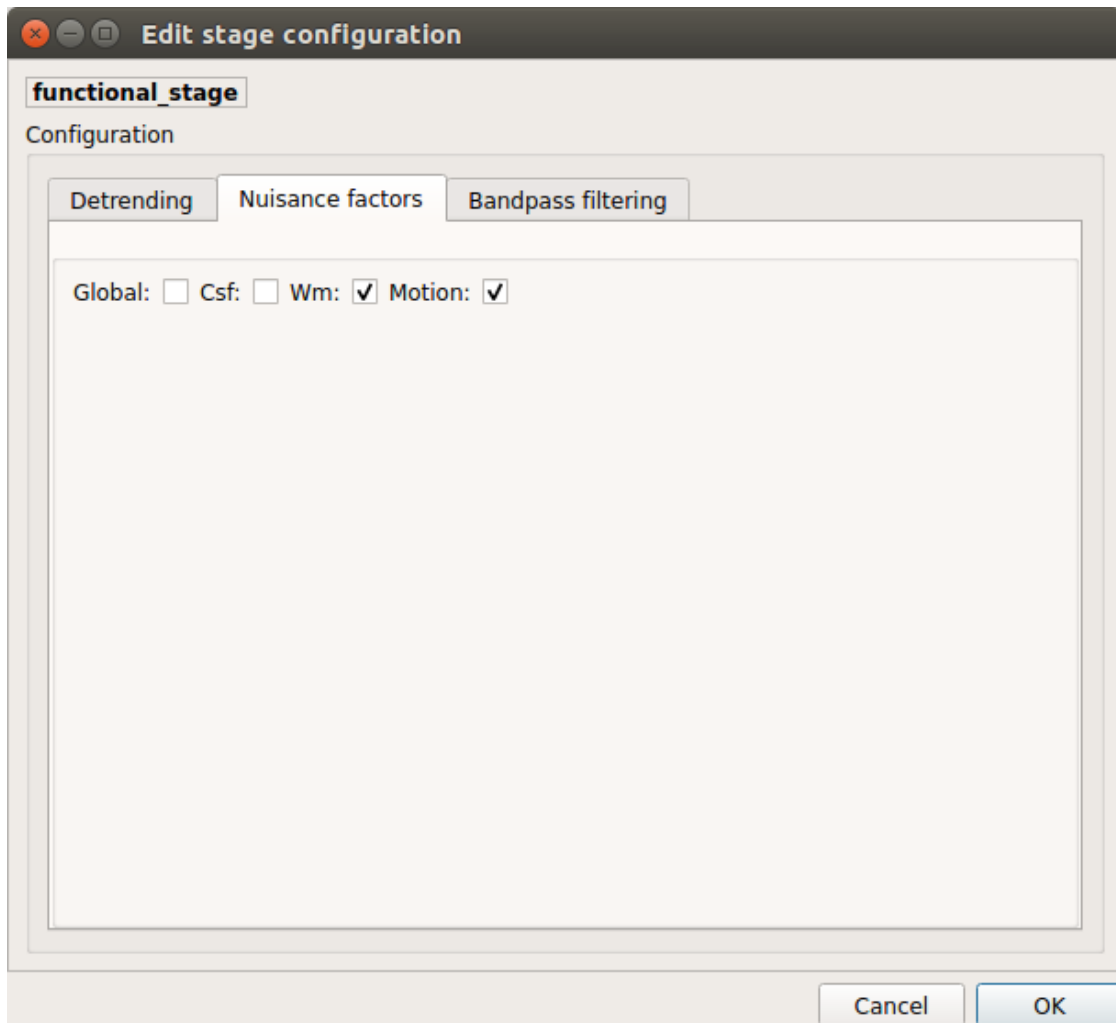 Edit stage configuration
functional_stage
Configuration
Detrending Nuisance factors Bandpass filtering
Global: Csf: Wm: Motion:
Cancel OK